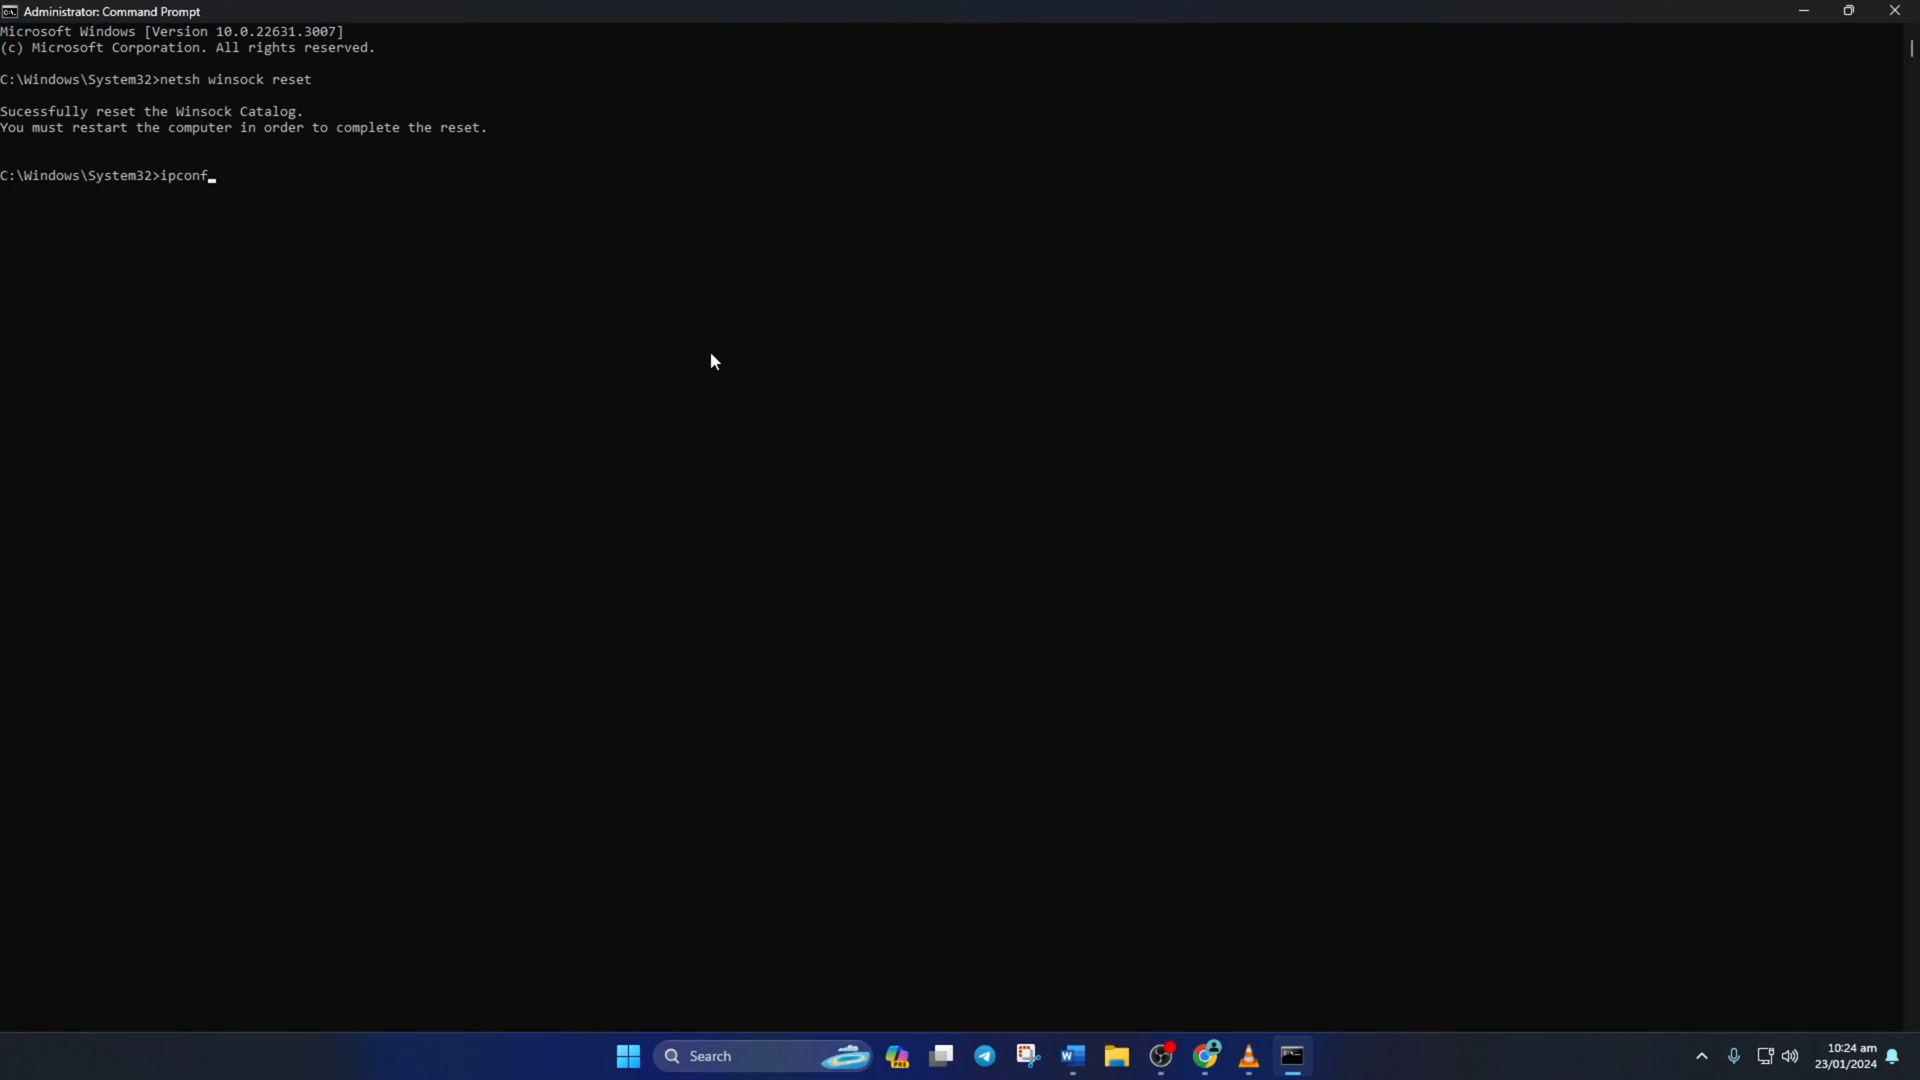 Administrator: Command Prompt
Microsoft Windows [Version 10.0.22631.3007]
(c) Microsoft Corporation. All rights reserved.
C:\Windows\System32>netsh winsock reset
Sucessfully reset the Winsock Catalog.
You must restart the computer in order to complete the reset.
C:\Windows\System32>ipconf_
Search
PRE
10:24 am
23/01/2024